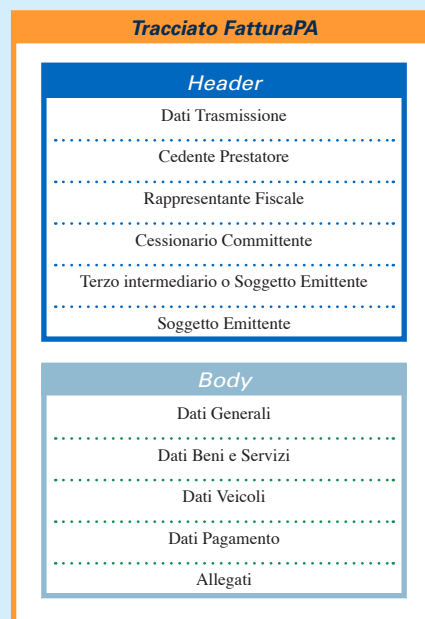 Tracciato FatturaPA
Header
Dati Trasmissione
Cedente Prestatore
Rappresentante Fiscale
Cessionario Committente
Terzo intermediario o Soggetto Emittente
Soggetto Emittente
Body
Dati Generali
Dati Beni e Servizi
Dati Veicoli
Dati Pagamento
Allegati